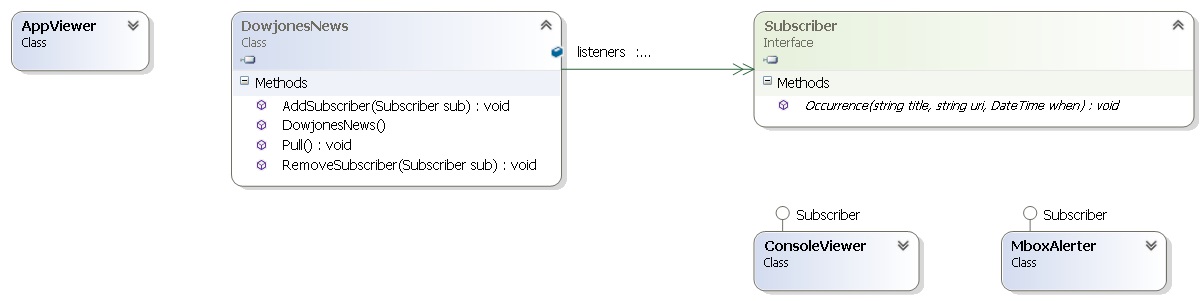 AppViewer
Class
DowjonesNews
Class
Methods
AddSubscriber(Subscriber sub) : void
DowjonesNews()
Pull() : void
RemoveSubscriber(Subscriber sub) : void
listeners :...
Subscriber
Interface
Methods
Occurrence(string title, string uri, DateTime when) : void
Subscriber
ConsoleViewer
Class
Subscriber
MboxAlerter
Class